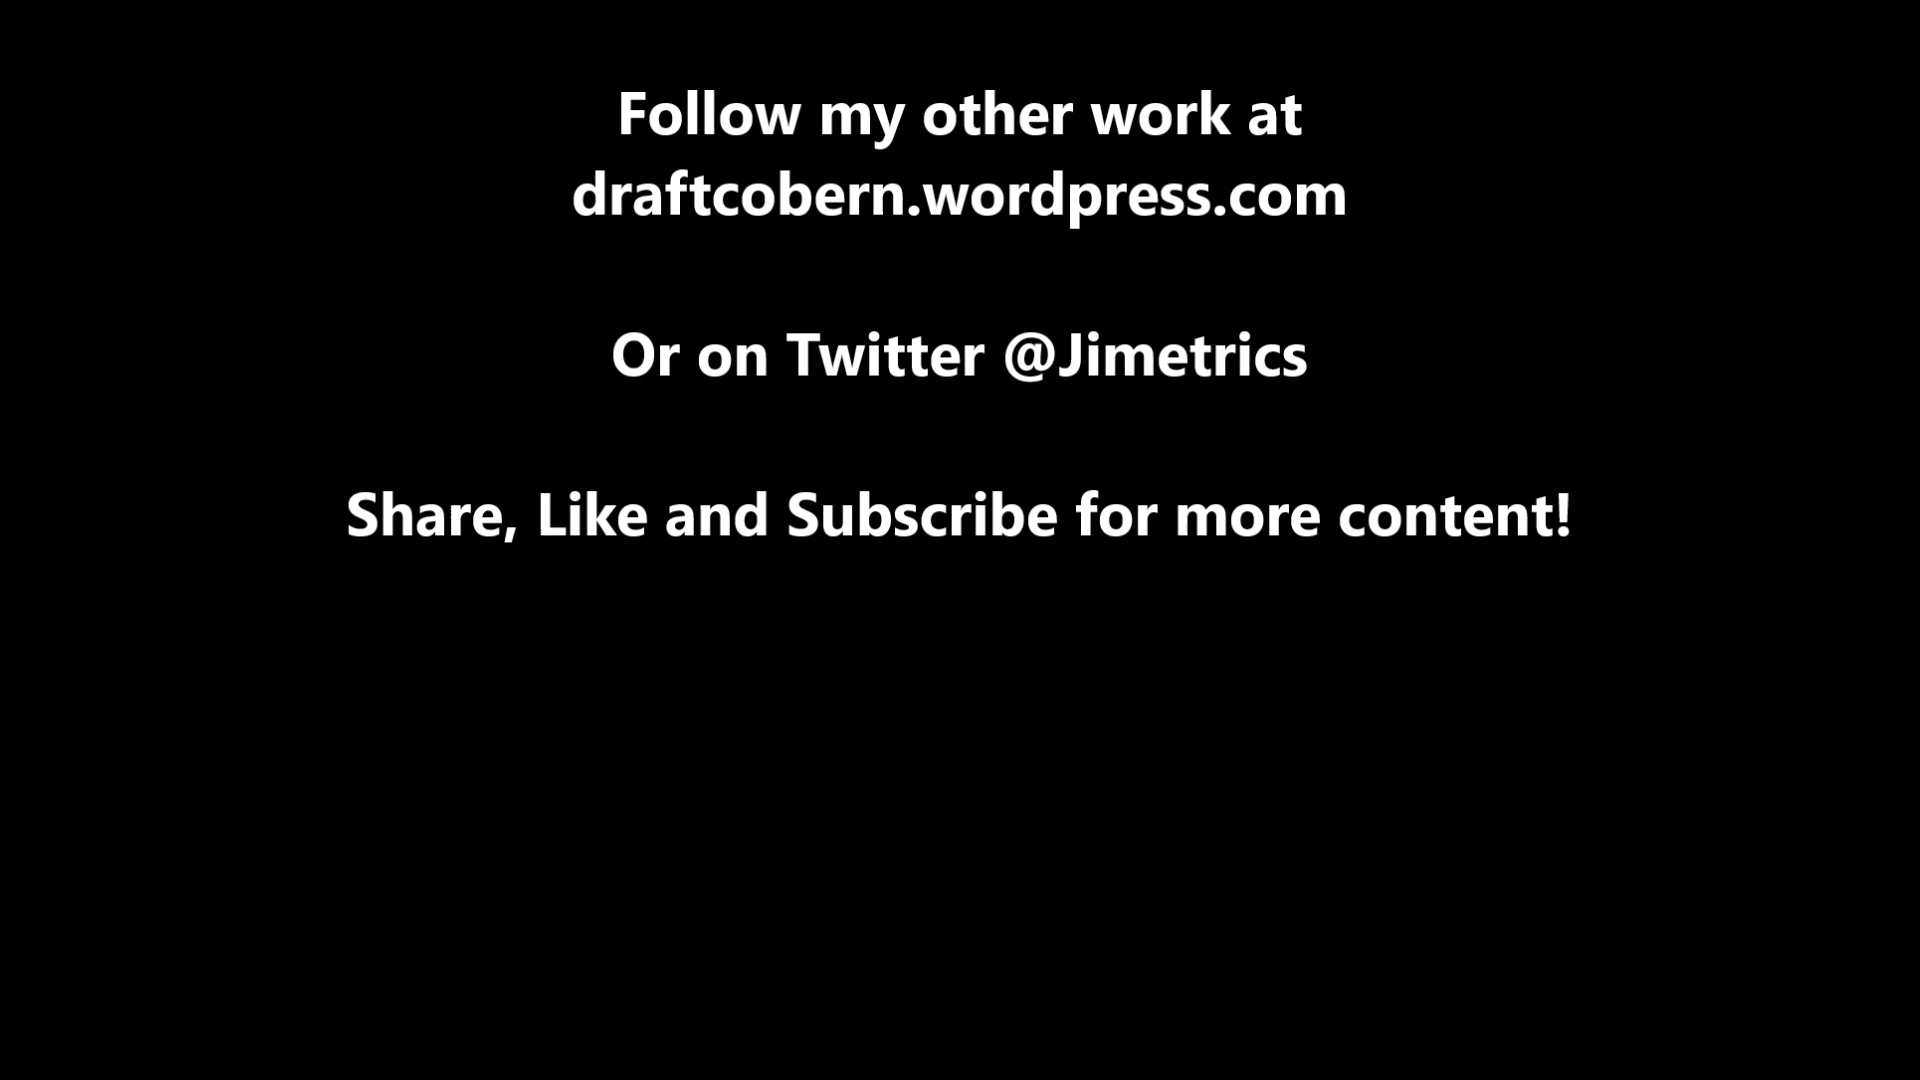 Follow my other work at
draftcobern.wordpress.com
Or on Twitter @Jimetrics
Share, Like and Subscribe for more content!